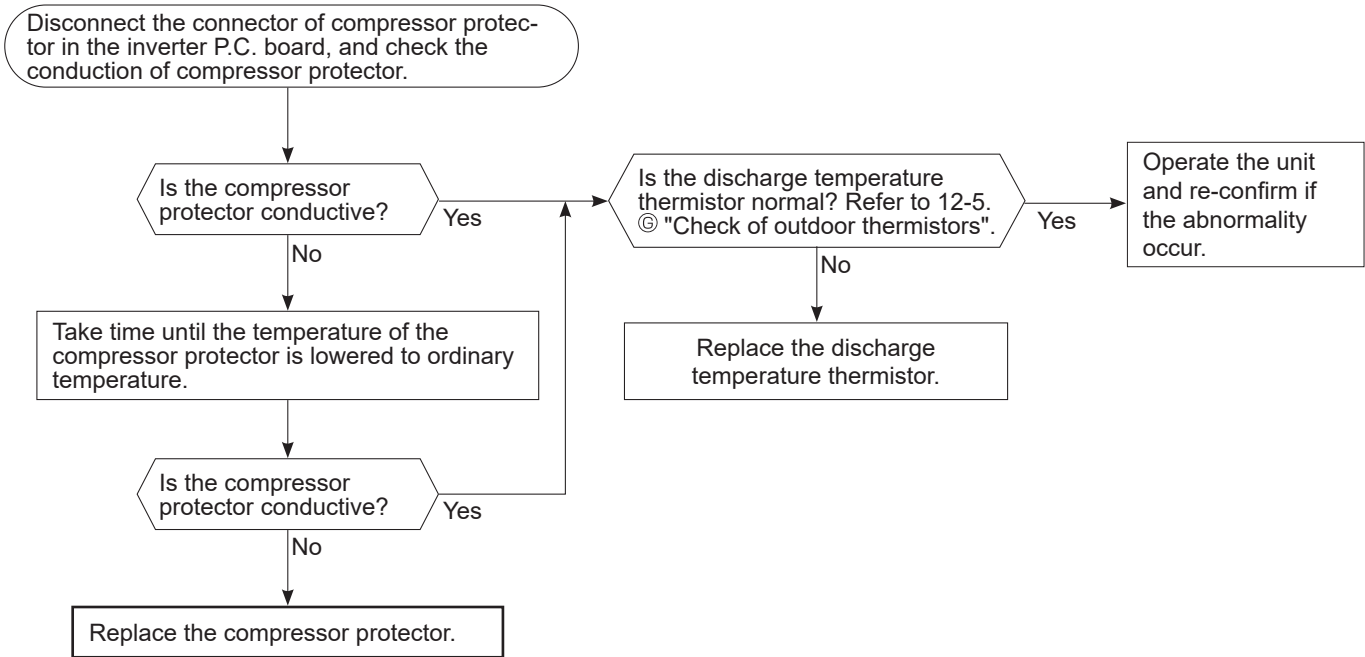 Disconnect the connector of compressor protec-
tor in the inverter P.C. board, and check the
conduction of compressor protector.
Is the compressor
protector conductive?
Yes
No
Take time until the temperature of the
compressor protector is lowered to ordinary
temperature.
Is the compressor
protector conductive?
Yes
No
Replace the compressor protector.
Is the discharge temperature
thermistor normal? Refer to 12-5.
Ⓖ "Check of outdoor thermistors".
Yes
No
Replace the discharge
temperature thermistor.
Operate the unit
and re-confirm if
the abnormality
occur.